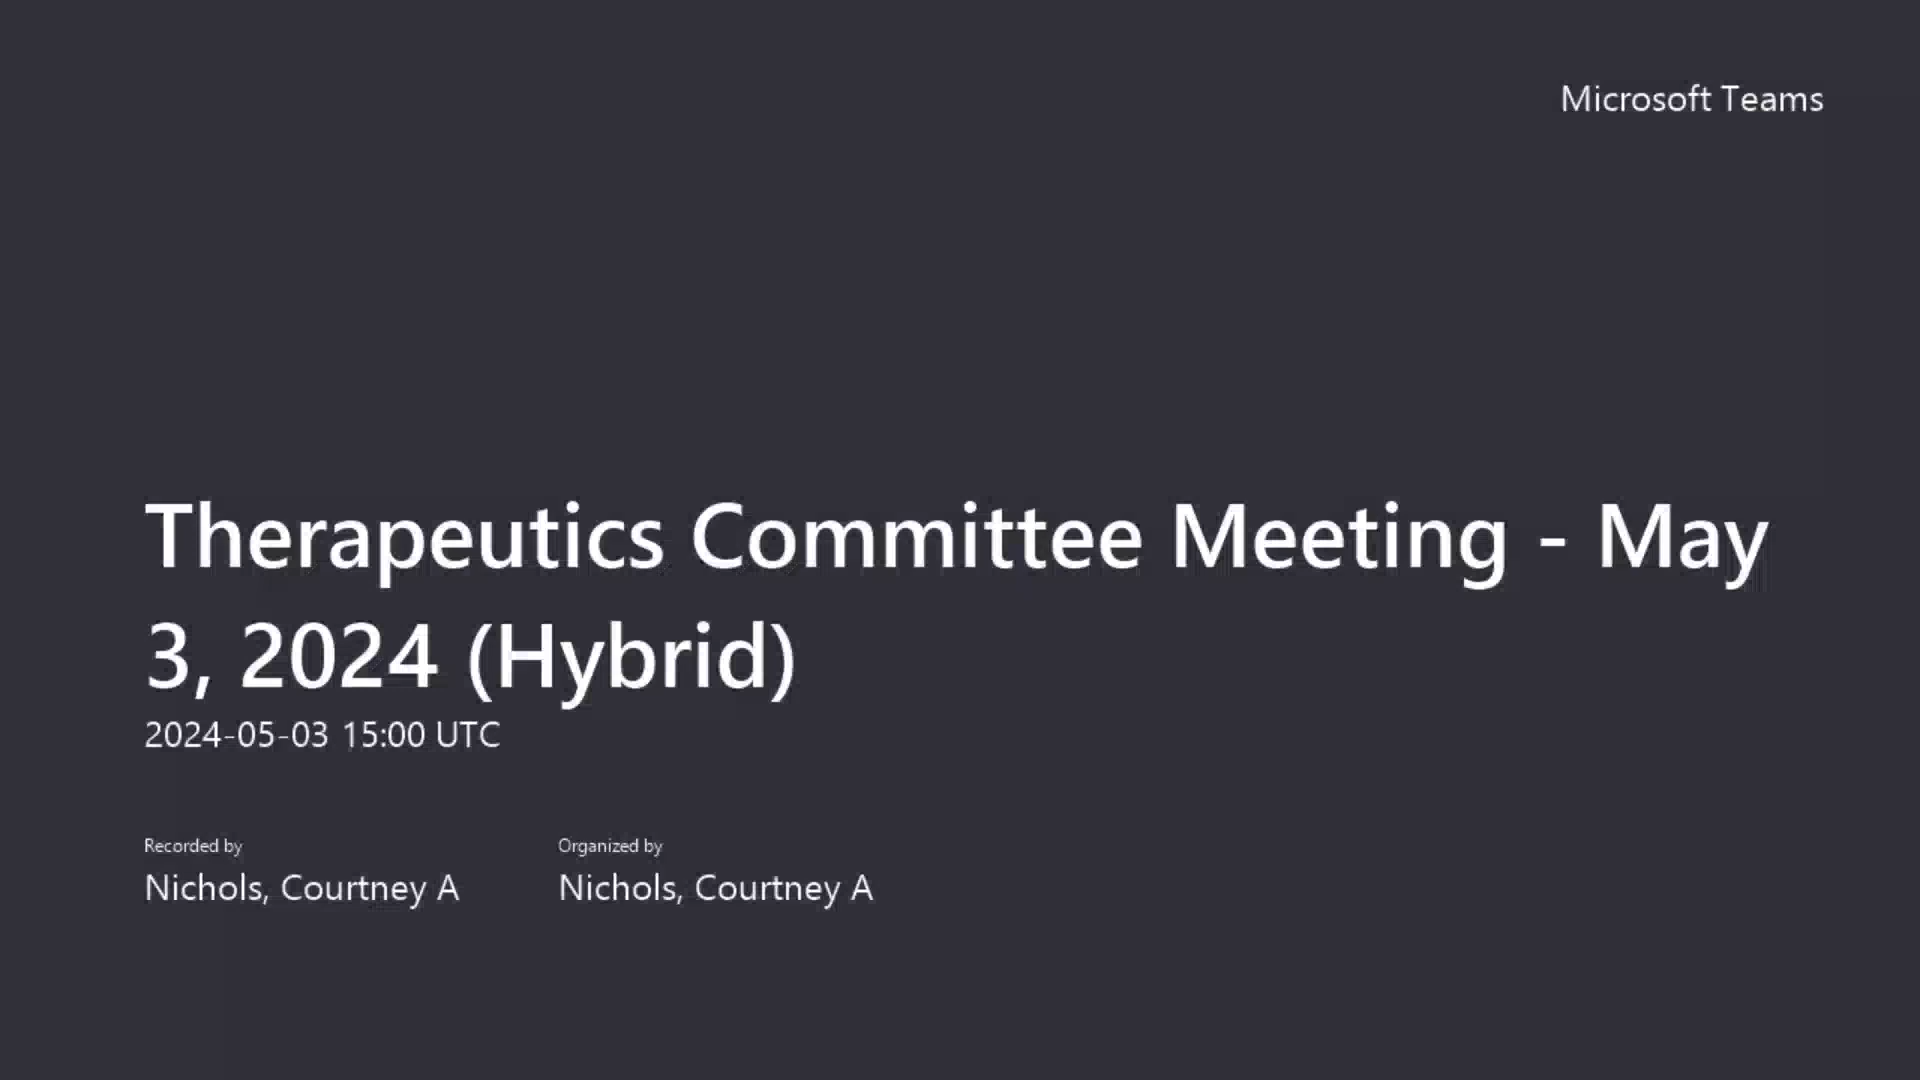 Microsoft Teams
Therapeutics Committee Meeting - May
3, 2024 (Hybrid)
2024-05-03 15:00 UTC
Recorded by
Nichols, Courtney A
Organized by
Nichols, Courtney A